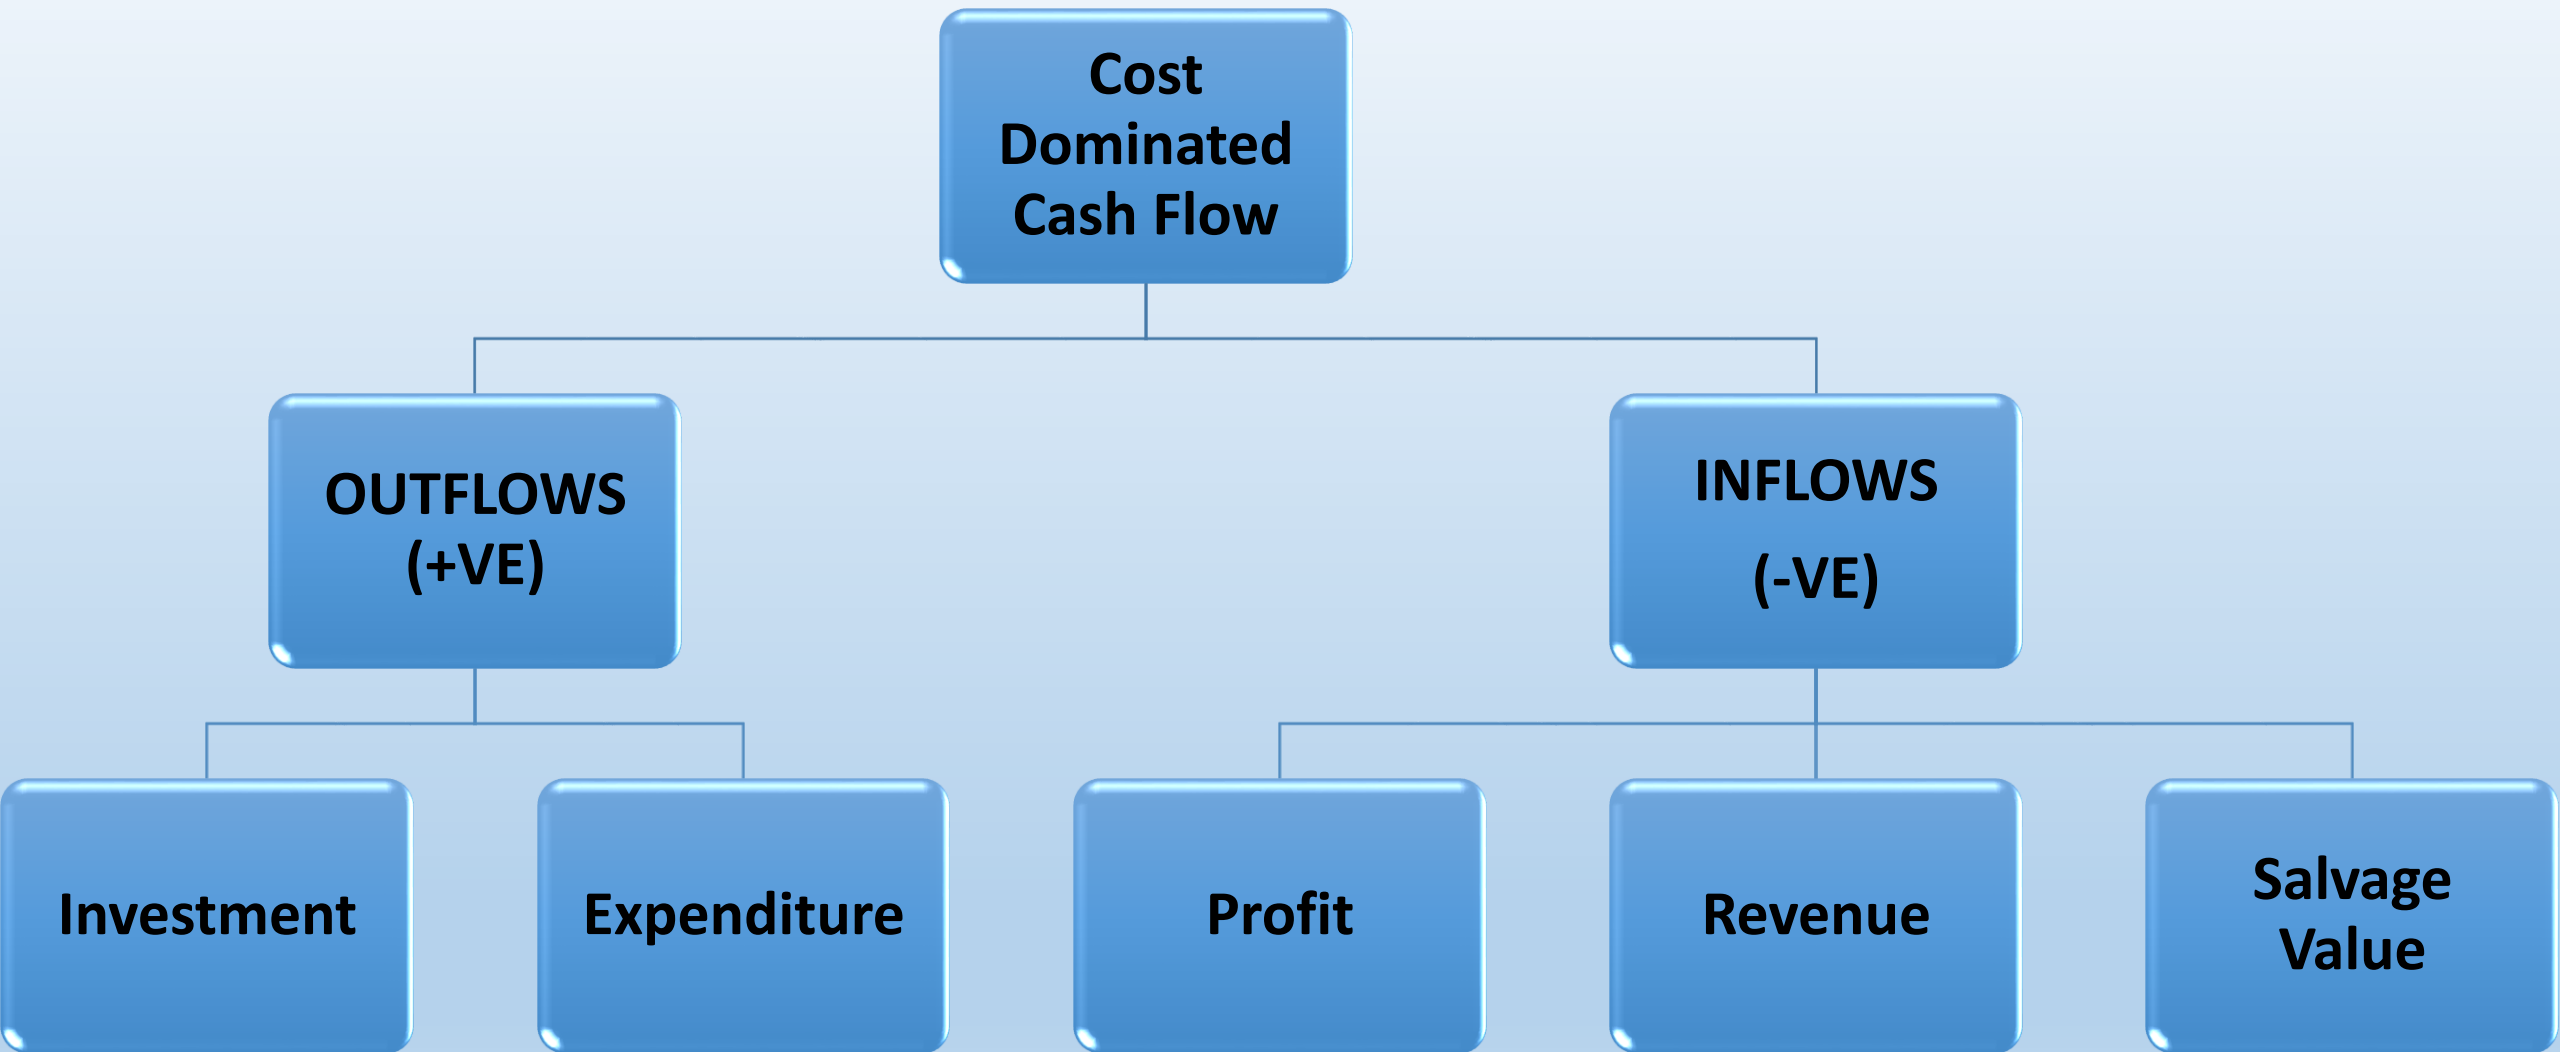 Cost
Dominated
Cash Flow
OUTFLOWS
(+VE)
INFLOWS
(-VE)
Investment
Expenditure
Profit
Revenue
Salvage
Value